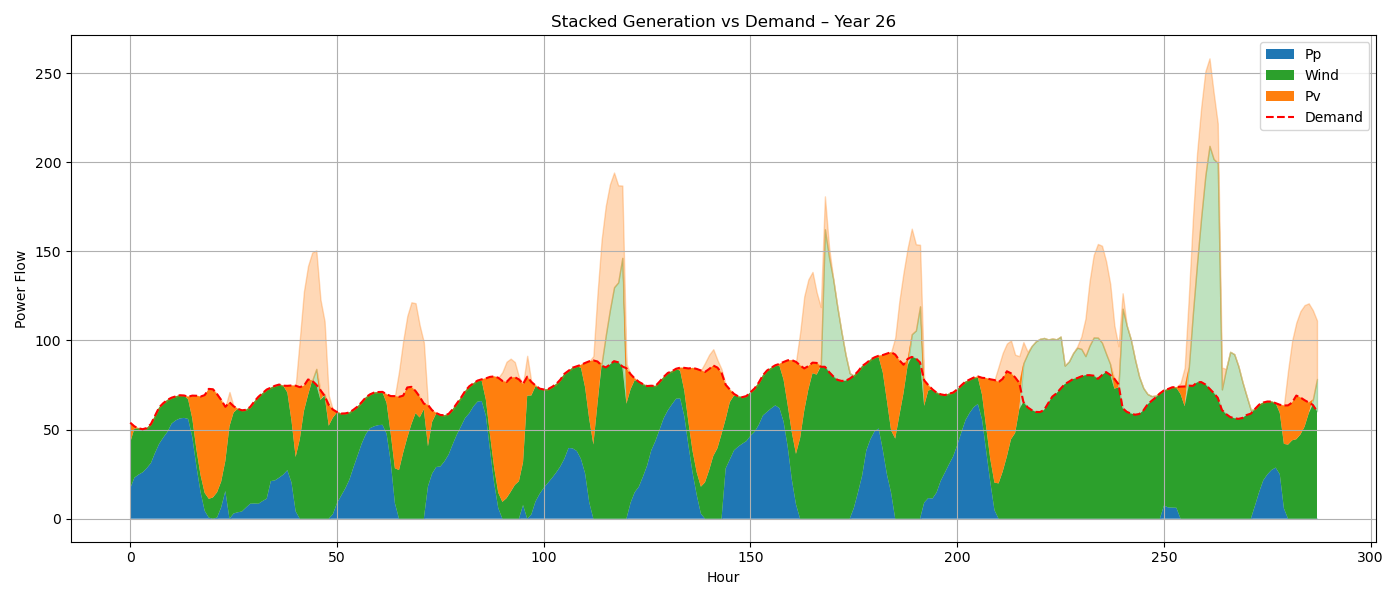 Stacked Generation vs Demand – Year 26
Power Flow
250
200
150
100
50
0
0 50 100 150 200 250 300
Hour
Pp
Wind
Pv
Demand